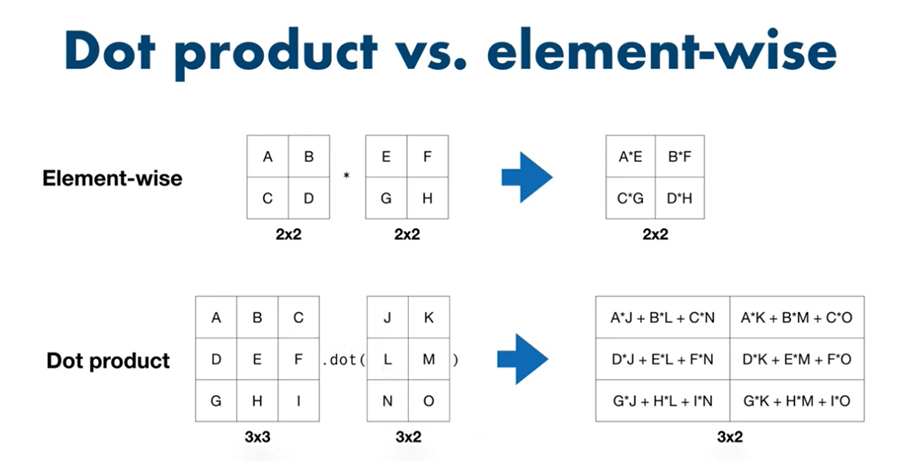 Dot product vs. element-wise
Element-wise
A B
C D
2x2
*
E F
G H
2x2
A*E B*F
C*G D*H
2x2
Dot product
A B C
D E F
G H I
3x3
.dot(
J K
L M
N O
)
3x2
A*J + B*L + C*N A*K + B*M + C*O
D*J + E*L + F*N D*K + E*M + F*O
G*J + H*L + I*N G*K + H*M + I*O
3x2